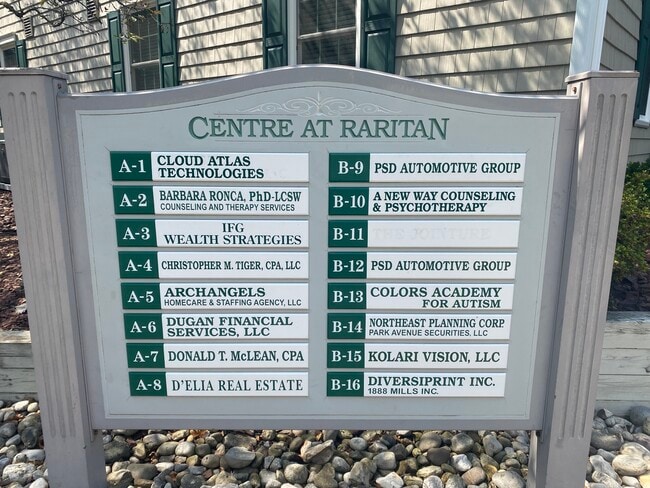 CENTRE AT RARITAN
A-1 CLOUD ATLAS
TECHNOLOGIES
A-2 BARBARA RONCA, PhD-LCSW
COUNSELING AND THERAPY SERVICES
A-3 IFG
WEALTH STRATEGIES
A-4 CHRISTOPHER M. TIGER, CPA, LLC
A-5 ARCHANGELS
HOMECARE & STAFFING AGENCY, LLC
A-6 DUGAN FINANCIAL
SERVICES, LLC
A-7 DONALD T. McLEAN, CPA
A-8 D'ELIA REAL ESTATE
B-9 PSD AUTOMOTIVE GROUP
B-10 A NEW WAY COUNSELING
& PSYCHOTHERAPY
B-11 THE JOINTURE
B-12 PSD AUTOMOTIVE GROUP
B-13 COLORS ACADEMY
FOR AUTISM
B-14 NORTHEAST PLANNING CORP
PARK AVENUE SECURITIES, LLC
B-15 KOLARI VISION, LLC
B-16 DIVERSIPRINT INC.
1888 MILLS INC.